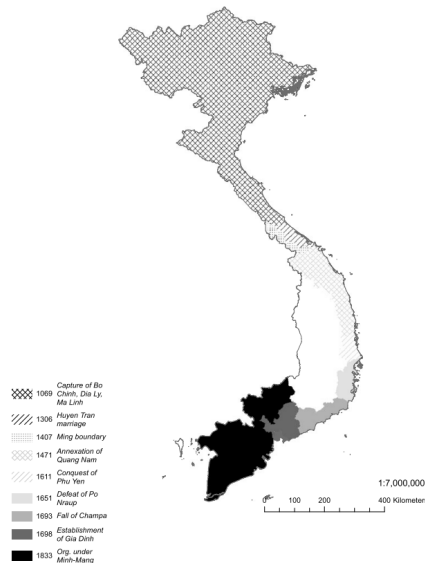 1069 Capture of Bo
Chinh, Dia Ly,
Ma Linh
1306 Huyen Tran
marriage
1407 Ming boundary
1471 Annexation of
Quang Nam
1611 Conquest of
Phu Yen
1651 Defeat of Po
Nraup
1693 Fall of Champa
1698 Establishment
of Gia Dinh
1833 Org. under
Minh-Mang
1:7,000,000
0 100 200 400 Kilometers